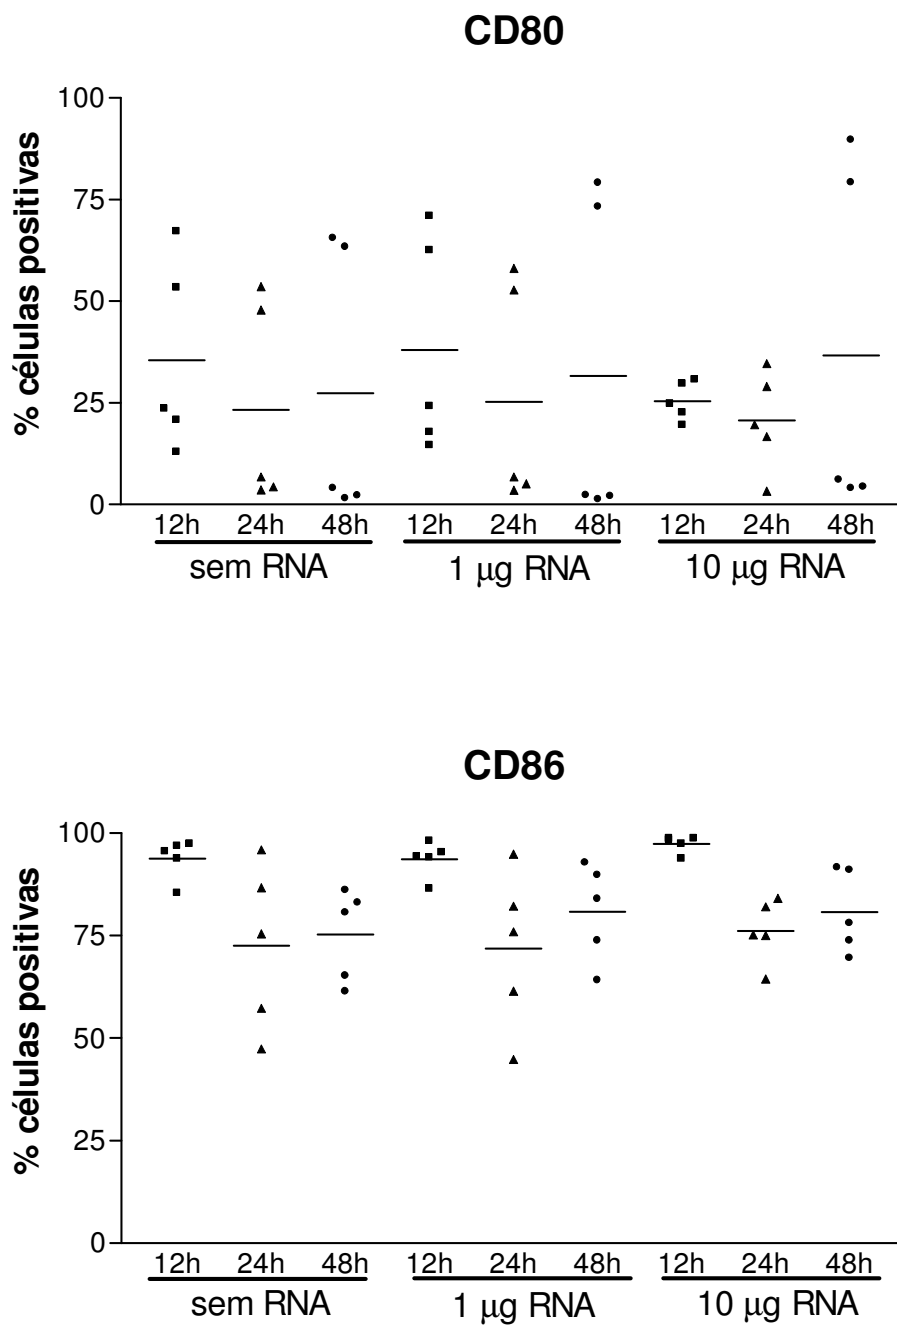 CD80
% células positivas
100
75
50
25
0
12h 24h 48h 12h 24h 48h 12h 24h 48h
sem RNA 1 µg RNA 10 µg RNA
CD86
% células positivas
100
75
50
25
0
12h 24h 48h 12h 24h 48h 12h 24h 48h
sem RNA 1 µg RNA 10 µg RNA